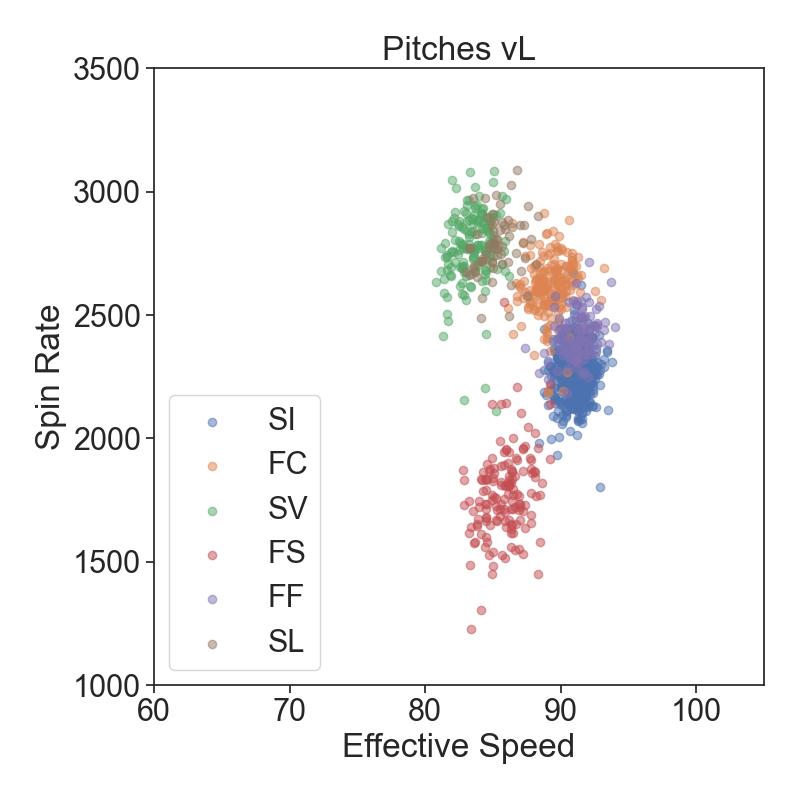 Pitches vL
3500
3000
2500
2000
1500
1000
Spin Rate
SI
FC
SV
FS
FF
SL
60 70 80 90 100
Effective Speed